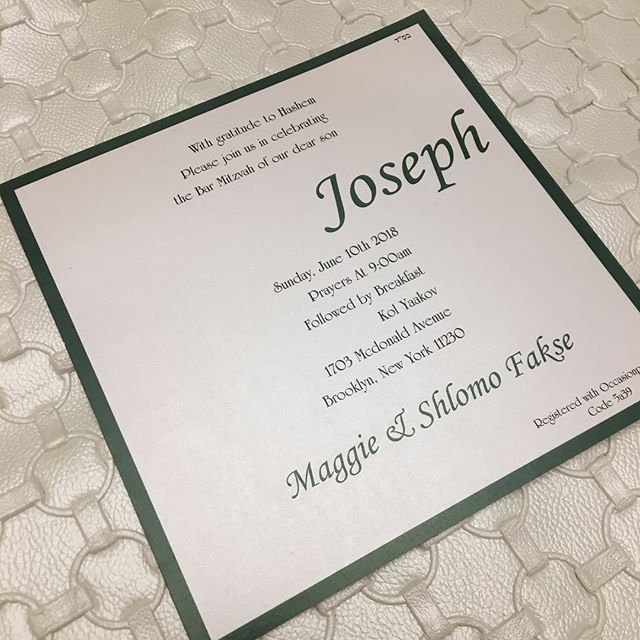 בס"ד
With gratitude to Hashem
Please join us in celebrating
the Bar Mitzvah of our dear son
Joseph
Sunday, June 10th 2018
Prayers At 9.00am
Followed by Breakfast
Kol Yaakov
1703 Mcdonald Avenue
Brooklyn, New York 11230
Maggie & Shlomo Fakse
Registered with Occasions
Code 5a39